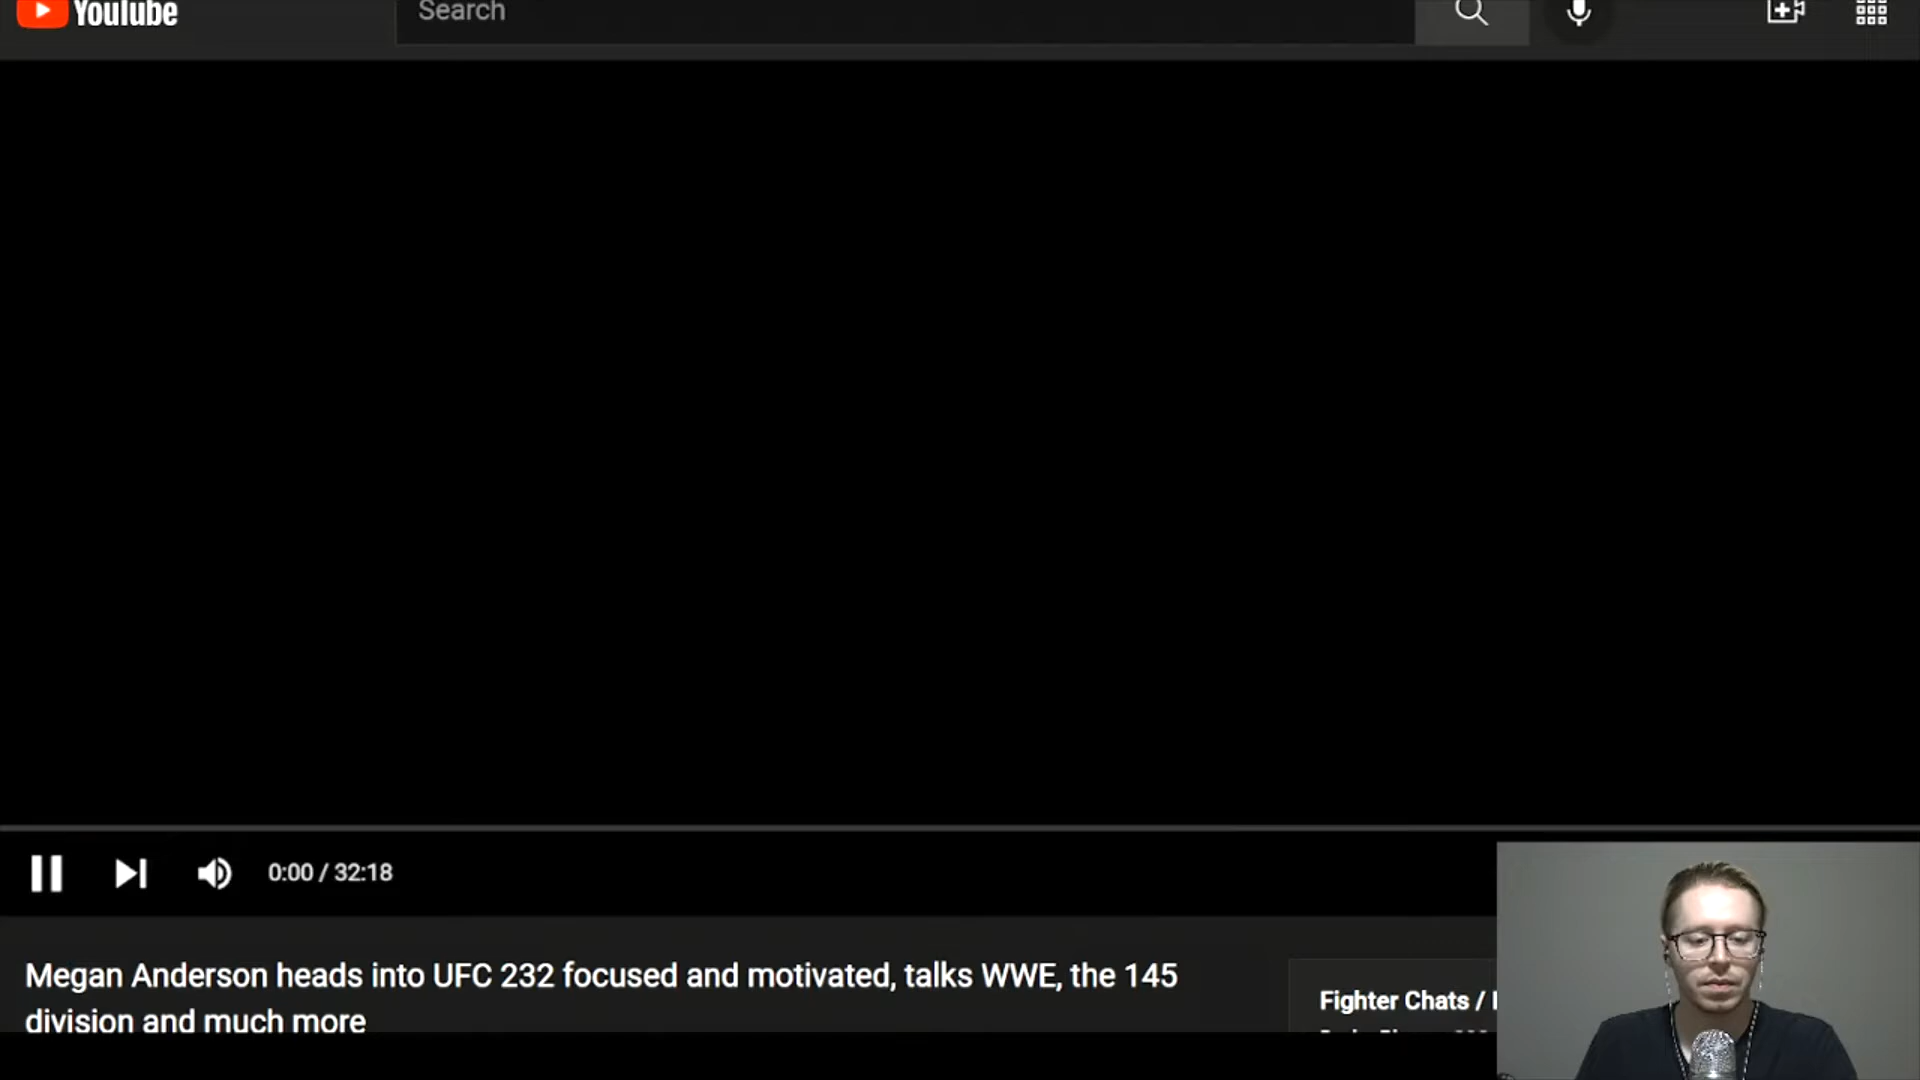 YouTube
Search
0:00 / 32:18
Megan Anderson heads into UFC 232 focused and motivated, talks WWE, the 145
division and much more
Fighter Chats /